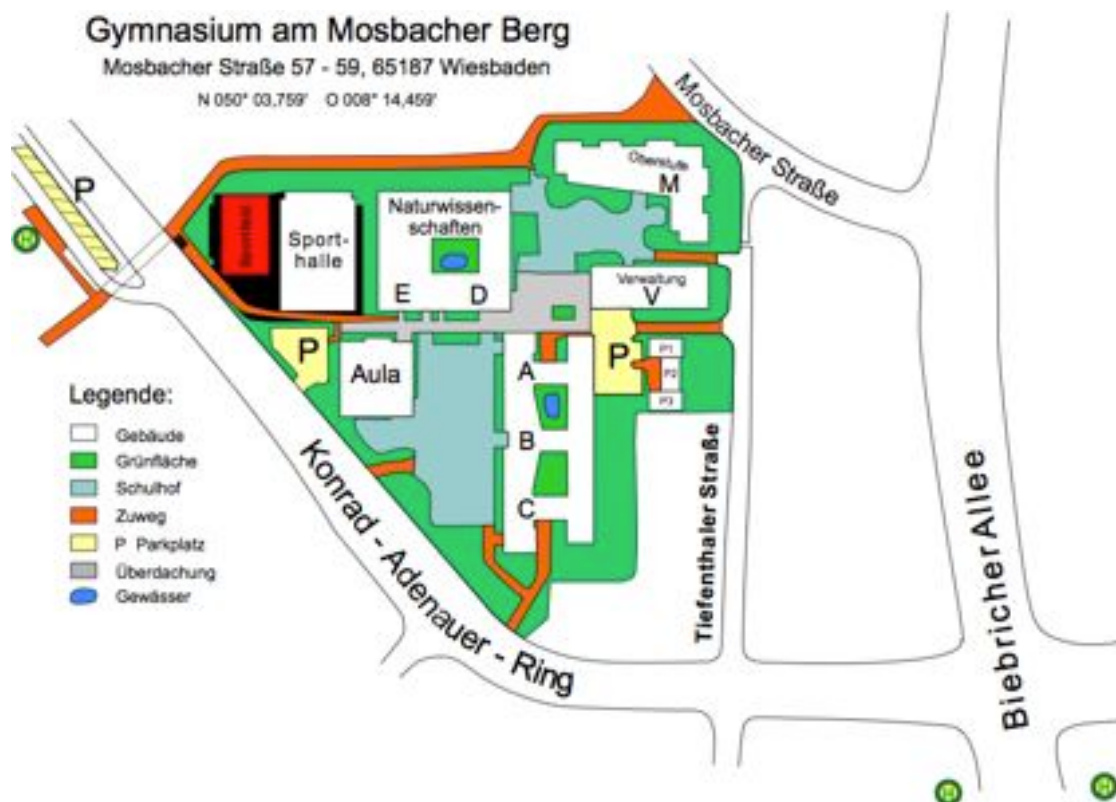 Gymnasium am Mosbacher Berg
Mosbacher Straße 57 - 59, 65187 Wiesbaden
N 050° 03,759' O 008° 14,459'
Mosbacher Straße
P
H
Sportfeld
Sport-
halle
Naturwissen-
schaften
E D
Oberstufe
M
Verwaltung
V
P
Aula
P
P1
P2
P3
A
B
C
Legende:
Gebäude
Grünfläche
Schulhof
Zuweg
P Parkplatz
Überdachung
Gewässer
Konrad - Adenauer - Ring
Tiefenthaler Straße
Biebricher Allee
H
H